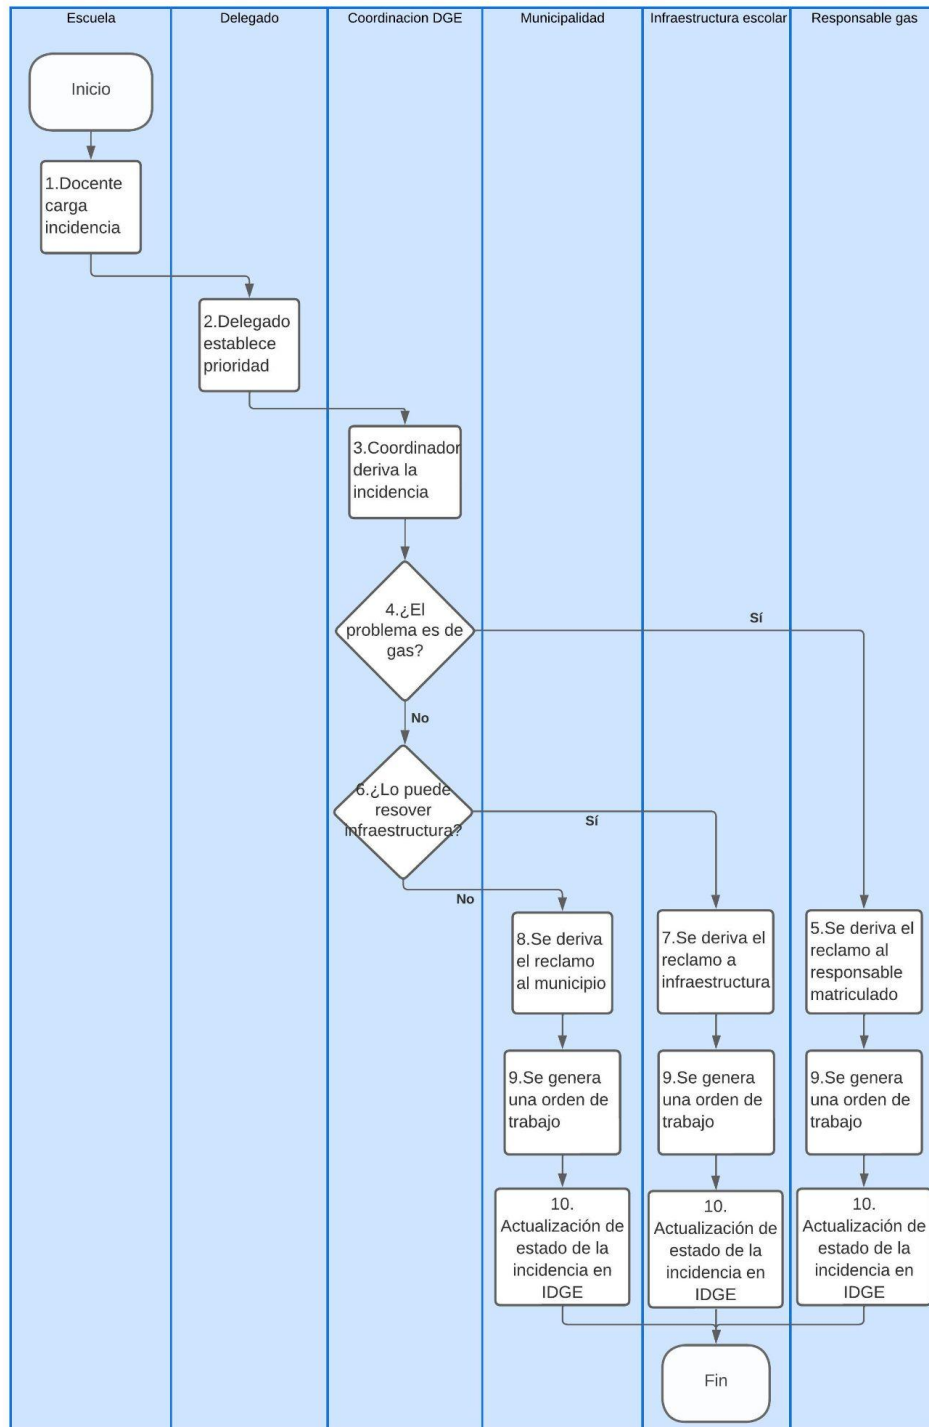 Escuela
Delegado
Coordinacion DGE
Municipalidad
Infraestructura escolar
Responsable gas
Inicio
1.Docente
carga
incidencia
2.Delegado
establece
prioridad
3.Coordinador
deriva la
incidencia
4.¿El
problema es de
gas?
Sí
No
6.¿Lo puede
resover
infraestructura?
Sí
No
8.Se deriva
el reclamo
al municipio
7.Se deriva el
reclamo a
infraestructura
5.Se deriva el
reclamo al
responsable
matriculado
9.Se genera
una orden de
trabajo
9.Se genera
una orden de
trabajo
9.Se genera
una orden de
trabajo
10.
Actualización de
estado de la
incidencia en
IDGE
10.
Actualización de
estado de la
incidencia en
IDGE
10.
Actualización de
estado de la
incidencia en
IDGE
Fin